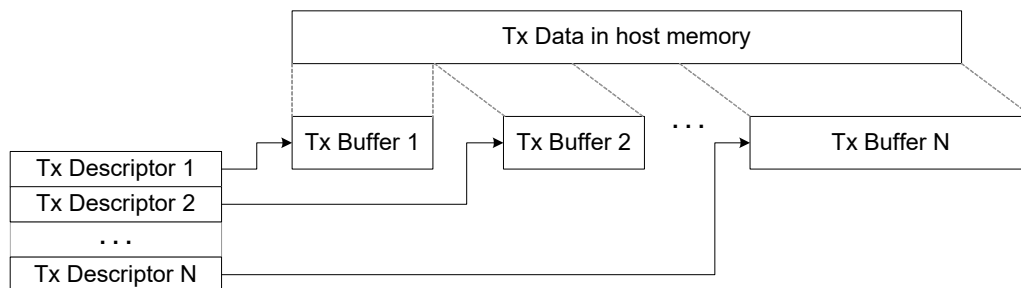 Tx Data in host memory
Tx Buffer 1
Tx Buffer 2
. . .
Tx Buffer N
Tx Descriptor 1
Tx Descriptor 2
. . .
Tx Descriptor N